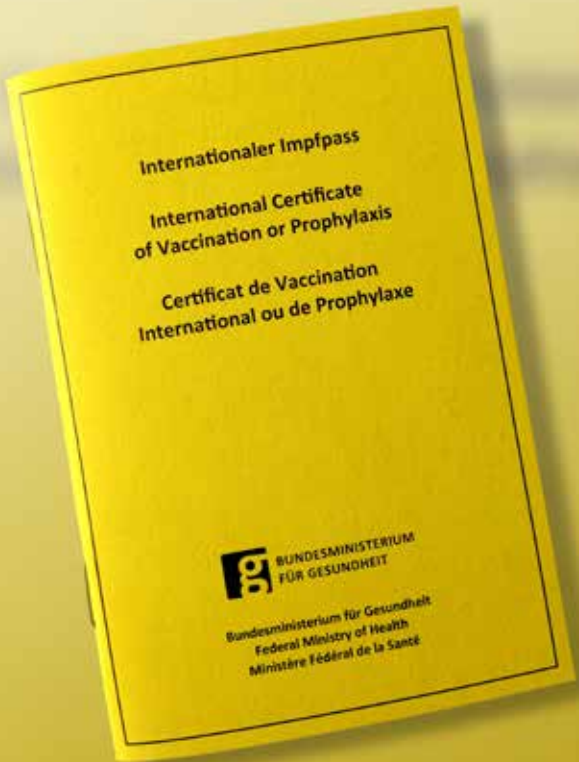 Internationaler Impfpass
International Certificate
of Vaccination or Prophylaxis
Certificat de Vaccination
International ou de Prophylaxe
g
BUNDESMINISTERIUM
FÜR GESUNDHEIT
Bundesministerium für Gesundheit
Federal Ministry of Health
Ministère Fédéral de la Santé